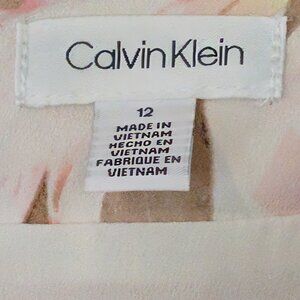 Calvin Klein
12
MADE IN
VIETNAM
HECHO EN
VIETNAM
FABRIQUE EN
VIETNAM